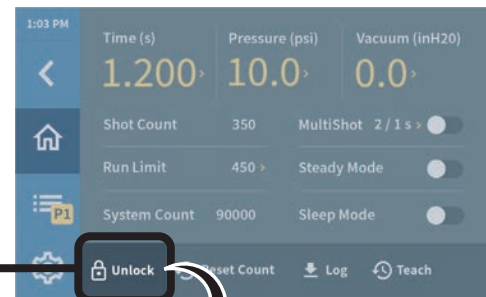 1:03 PM
Time (s) Pressure (psi) Vacuum (inH20)
1.200 10.0 0.0
Shot Count 350 MultiShot 2 / 1 s
Run Limit 450 Steady Mode
P1
System Count 90000 Sleep Mode
Unlock Count Log Teach